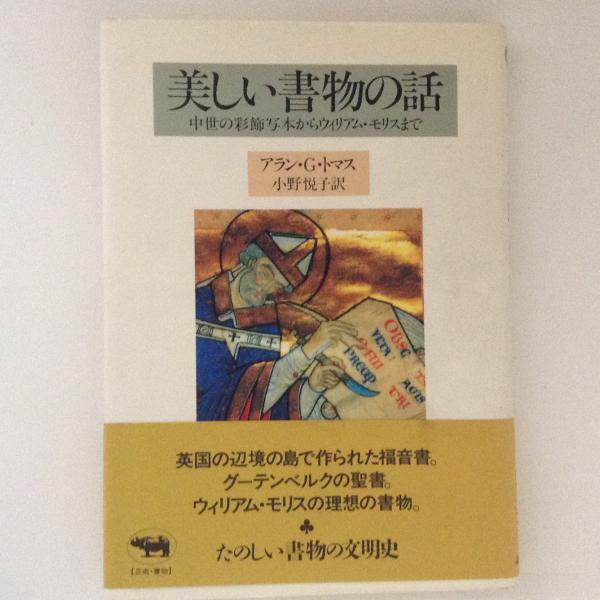 美しい書物の話
中世の彩飾写本からウィリアム・モリスまで
アラン・G・トマス
小野悦子訳
英国の辺境の島で作られた福音書。
グーテンベルクの聖書。
ウィリアム・モリスの理想の書物。
♣
たのしい書物の文明史